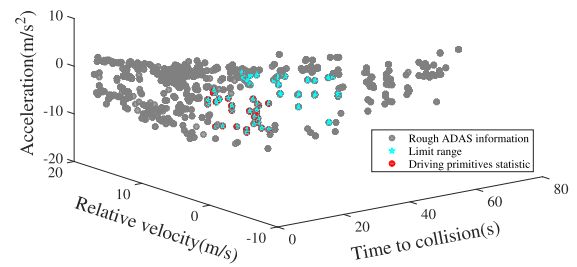 10
0
-10
-20
Acceleration(m/s²)
20
10
0
-10
Relative velocity(m/s)
0
20
40
60
80
Time to collision(s)
Rough ADAS information
Limit range
Driving primitives statistic